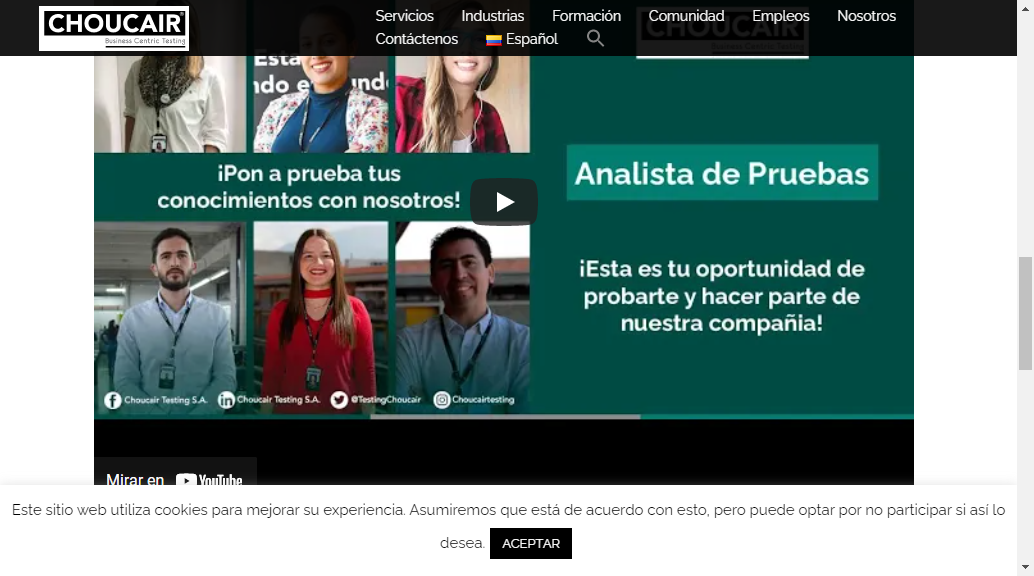 CHOUCAIR
Business Centric Testing
Servicios Industrias Formación Comunidad Empleos Nosotros
Contáctenos Español
Esta
ndo e und
Business Centric Testing
¡Pon a prueba tus
conocimientos con nosotros!
Analista de Pruebas
¡Esta es tu oportunidad de
probarte y hacer parte de
nuestra compañia!
Choucair Testing S.A. Choucair Testing S.A. @TestingChoucair Choucairtesting
Mirar en YouTube
Este sitio web utiliza cookies para mejorar su experiencia. Asumiremos que está de acuerdo con esto, pero puede optar por no participar si así lo
desea. ACEPTAR